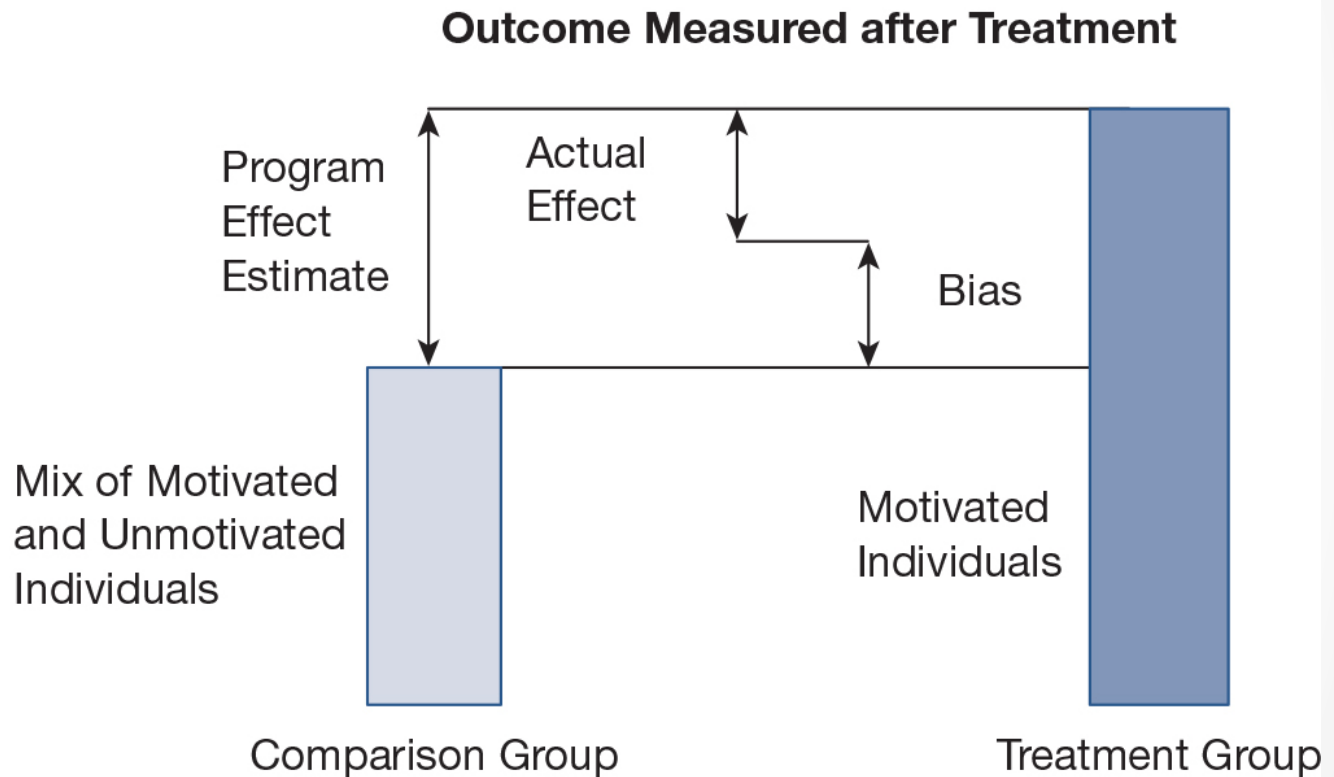 Outcome Measured after Treatment
Program
Effect
Estimate
Actual
Effect
Bias
Mix of Motivated
and Unmotivated
Individuals
Motivated
Individuals
Comparison Group
Treatment Group